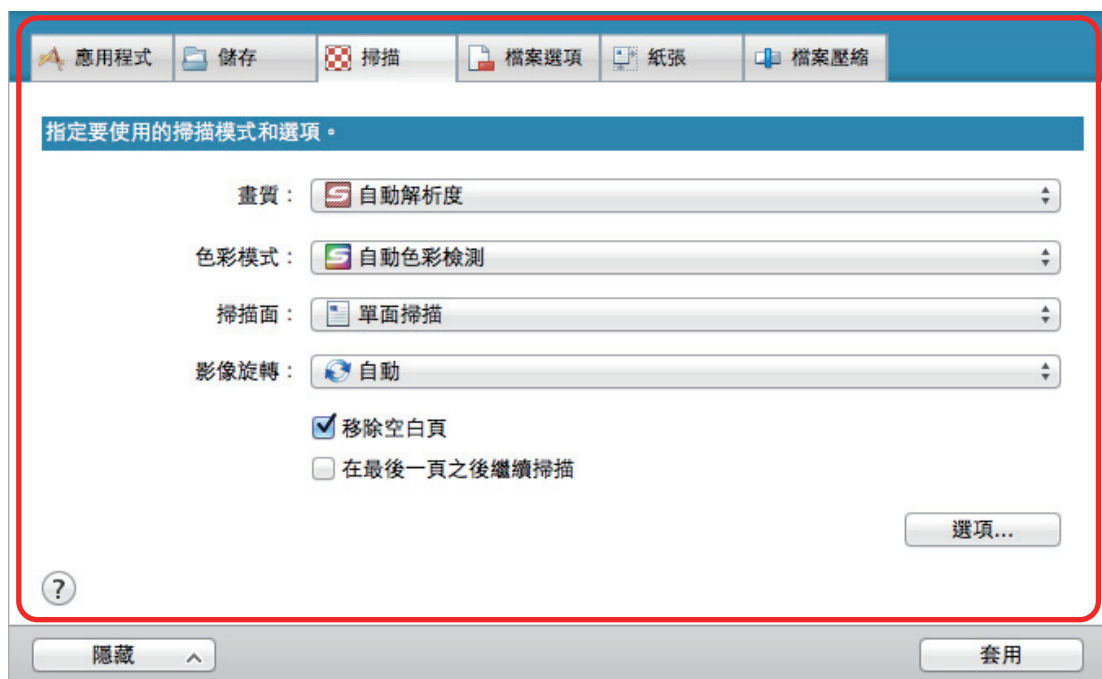 應用程式 儲存 掃描 檔案選項 紙張 檔案壓縮
指定要使用的掃描模式和選項。
畫質： 自動解析度
色彩模式： 自動色彩檢測
掃描面： 單面掃描
影像旋轉： 自動
移除空白頁
在最後一頁之後繼續掃描
選項...
?
隱藏 套用